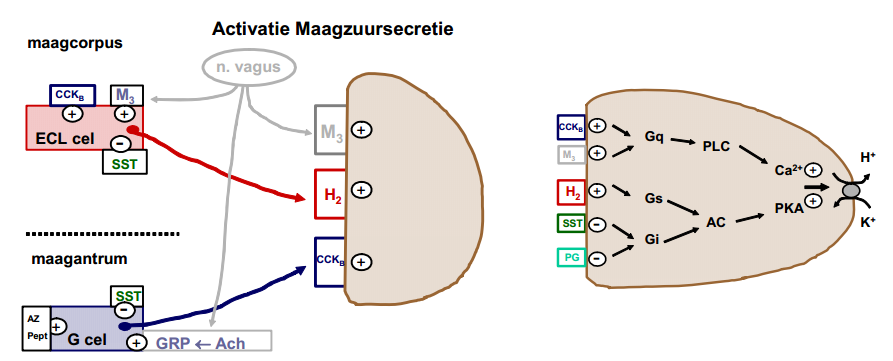 Activatie Maagzuursecretie
maagcorpus
n. vagus
CCKB
M3
+
+
ECL cel
-
SST
M3
+
H2
+
CCKB
+
maagantrum
SST
-
AZ
Pept
+
G cel
+
GRP ← Ach
CCKB
+
M3
+
H2
+
SST
-
PG
-
Gq
PLC
Gs
Gi
AC
Ca2+
+
PKA
+
H+
K+